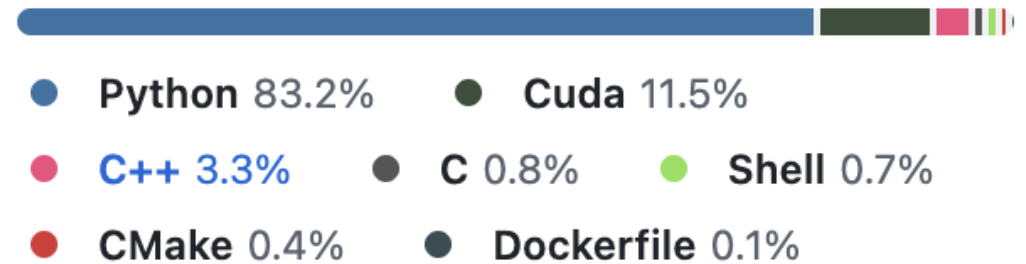 Python 83.2% Cuda 11.5%
C++ 3.3% C 0.8% Shell 0.7%
CMake 0.4% Dockerfile 0.1%